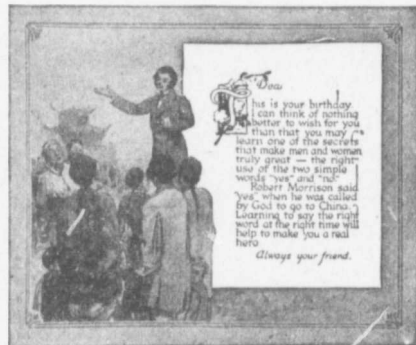 Dear
This is your birthday.
I can think of nothing
better to wish for you
than that you may
learn one of the secrets
that make men and women
truly great — the right
use of the two simple
words "yes" and "no."
Robert Morrison said
"yes" when he was called
by God to go to China.
Learning to say the right
word at the right time will
help to make you a real
hero
Always your friend,